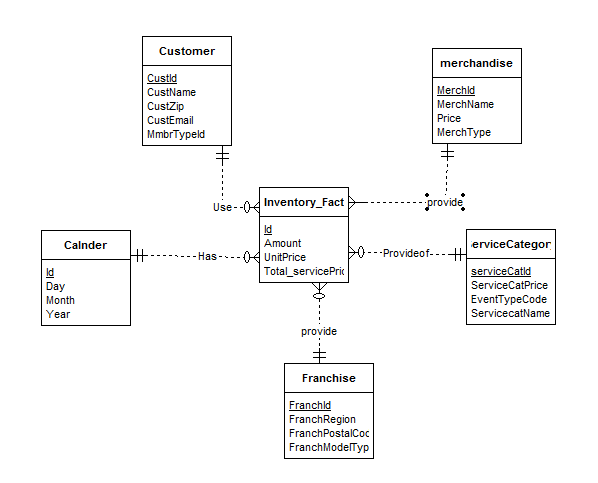 Customer
CustId
CustName
CustZip
CustEmail
MmbrTypeId
merchandise
MerchId
MerchName
Price
MerchType
Use
provide
Inventory_Fact
Id
Amount
UnitPrice
Total_servicePric
Calnder
Id
Day
Month
Year
Has
Provideof
erviceCategor
serviceCatId
ServiceCatPrice
EventTypeCode
ServicecatName
provide
Franchise
FranchId
FranchRegion
FranchPostalCod
FranchModelTyp